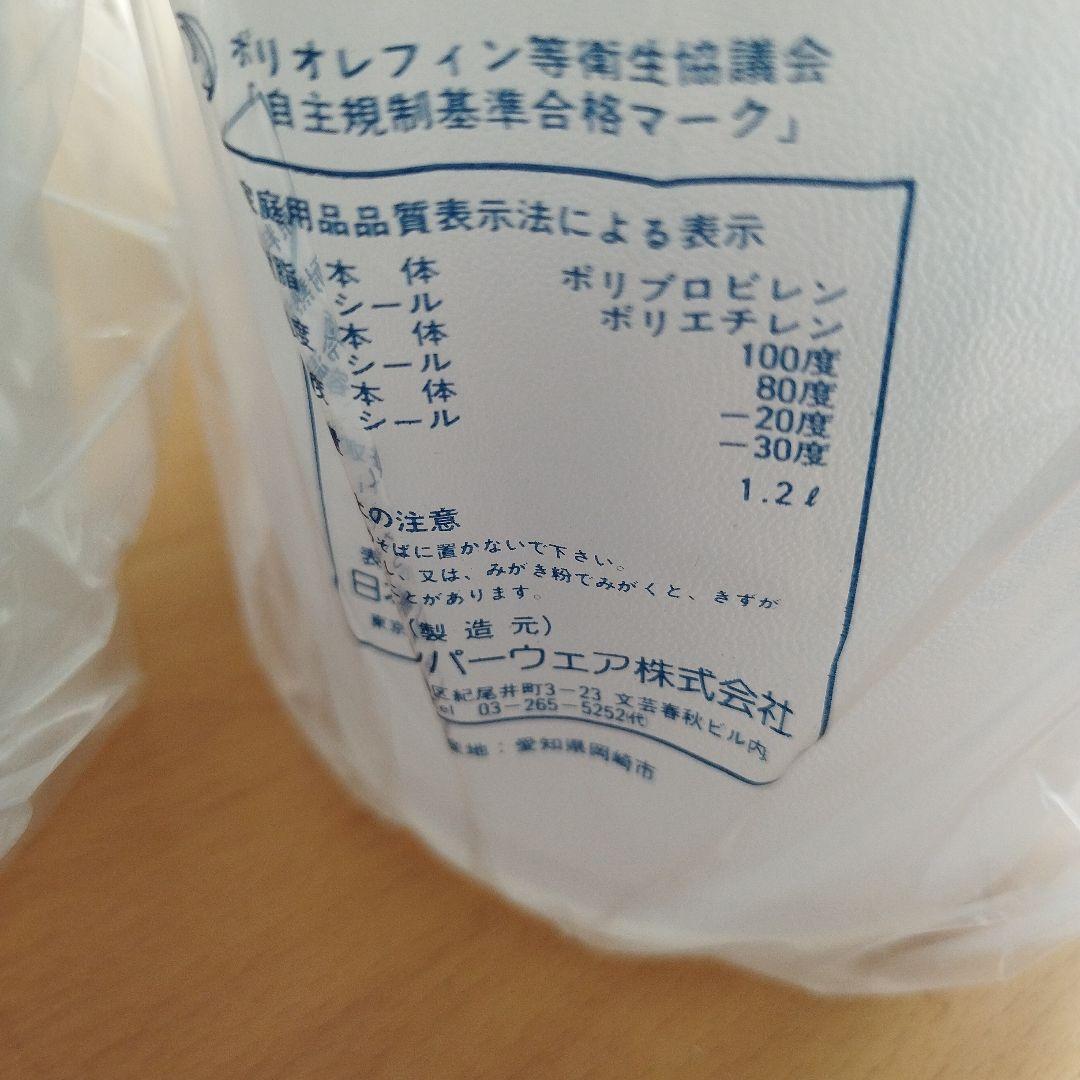 ポリオレフィン等衛生協議会
「自主規制基準合格マーク」
庭用品品質表示法による表示
脂 本体 ポリプロピレン
シール ポリエチレン
度 本体 100度
シール 80度
度 本体 −20度
シール −30度
1.2ℓ
の注意
そばに置かないで下さい。
又は、みがき粉でみがくと、きずが
とがあります。
表
日
東京
(製造元)
パーウェア株式会社
区紀尾井町3−23 文芸春秋ビル内
el 03−265−5252代
地：愛知県岡崎市